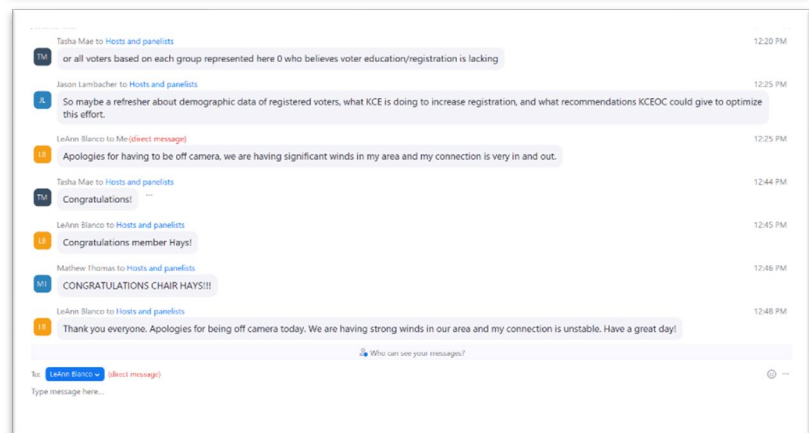 Tasha Mae to Hosts and panelists 12:20 PM
TM
or all voters based on each group represented here 0 who believes voter education/registration is lacking
Jason Lambacher to Hosts and panelists 12:25 PM
JL
So maybe a refresher about demographic data of registered voters, what KCE is doing to increase registration, and what recommendations KCEOC could give to optimize
this effort.
LeAnn Blanco to Me(direct message) 12:25 PM
LB
Apologies for having to be off camera, we are having significant winds in my area and my connection is very in and out.
Tasha Mae to Hosts and panelists 12:44 PM
TM
Congratulations! ...
LeAnn Blanco to Hosts and panelists 12:45 PM
LB
Congratulations member Hays!
Mathew Thomas to Hosts and panelists 12:46 PM
MT
CONGRATULATIONS CHAIR HAYS!!!
LeAnn Blanco to Hosts and panelists 12:48 PM
LB
Thank you everyone. Apologies for being off camera today. We are having strong winds in our area and my connection is unstable. Have a great day!
Who can see your messages?
To: LeAnn Blanco (direct message)
Type message here...